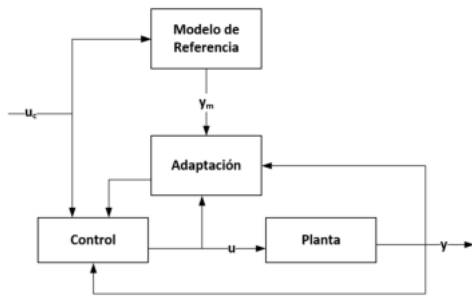 Modelo de
Referencia
u_c
y_m
Adaptación
Control
u
Planta
y